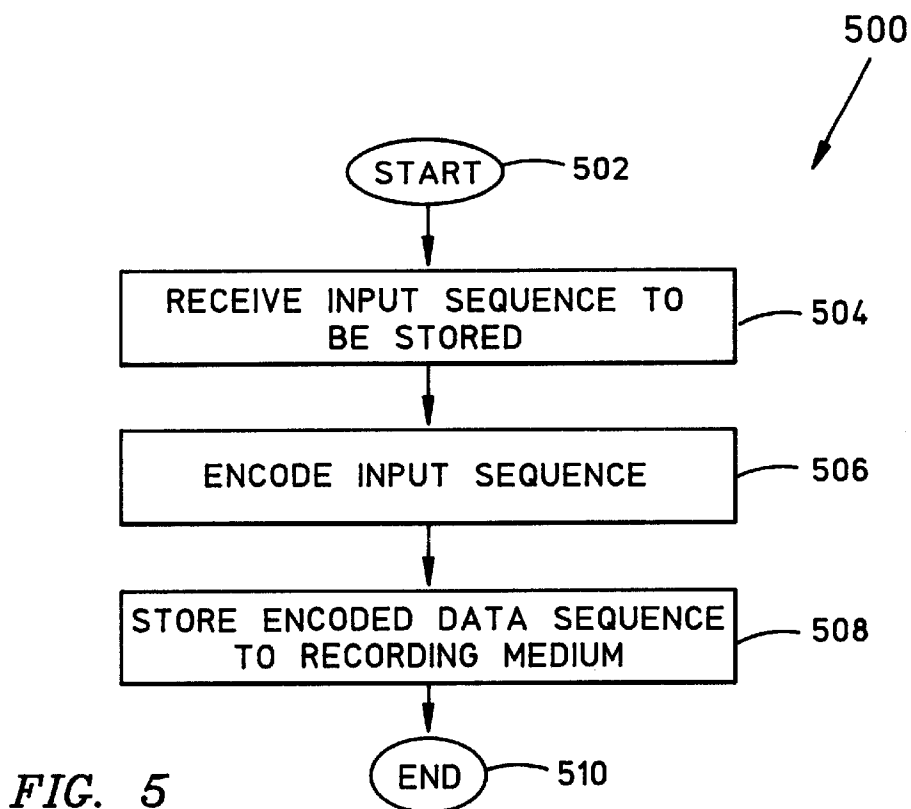 500
START 502
RECEIVE INPUT SEQUENCE TO
BE STORED
504
ENCODE INPUT SEQUENCE
506
STORE ENCODED DATA SEQUENCE
TO RECORDING MEDIUM
508
END 510
FIG. 5